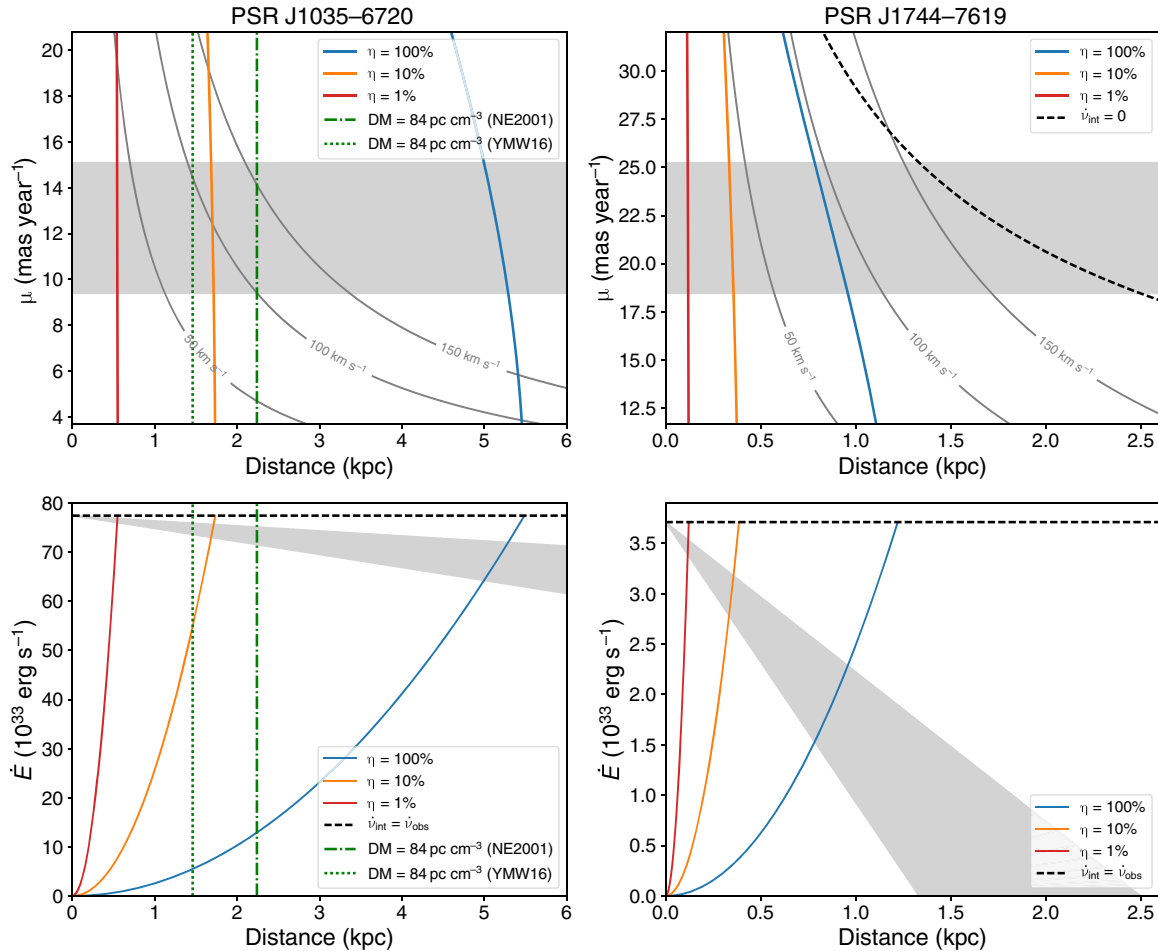 PSR J1035–6720
20
18
16
14
12
10
8
6
4
μ (mas year⁻¹)
η = 100%
η = 10%
η = 1%
DM = 84 pc cm⁻³ (NE2001)
DM = 84 pc cm⁻³ (YMW16)
50 km s⁻¹
100 km s⁻¹
150 km s⁻¹
0 1 2 3 4 5 6
Distance (kpc)
PSR J1744–7619
30.0
27.5
25.0
22.5
20.0
17.5
15.0
12.5
μ (mas year⁻¹)
η = 100%
η = 10%
η = 1%
ν̇int = 0
50 km s⁻¹
100 km s⁻¹
150 km s⁻¹
0.0 0.5 1.0 1.5 2.0 2.5
Distance (kpc)
80
70
60
50
40
30
20
10
0
Ė (10³³ erg s⁻¹)
η = 100%
η = 10%
η = 1%
ν̇int = ν̇obs
DM = 84 pc cm⁻³ (NE2001)
DM = 84 pc cm⁻³ (YMW16)
0 1 2 3 4 5 6
Distance (kpc)
3.5
3.0
2.5
2.0
1.5
1.0
0.5
0.0
Ė (10³³ erg s⁻¹)
η = 100%
η = 10%
η = 1%
ν̇int = ν̇obs
0.0 0.5 1.0 1.5 2.0 2.5
Distance (kpc)